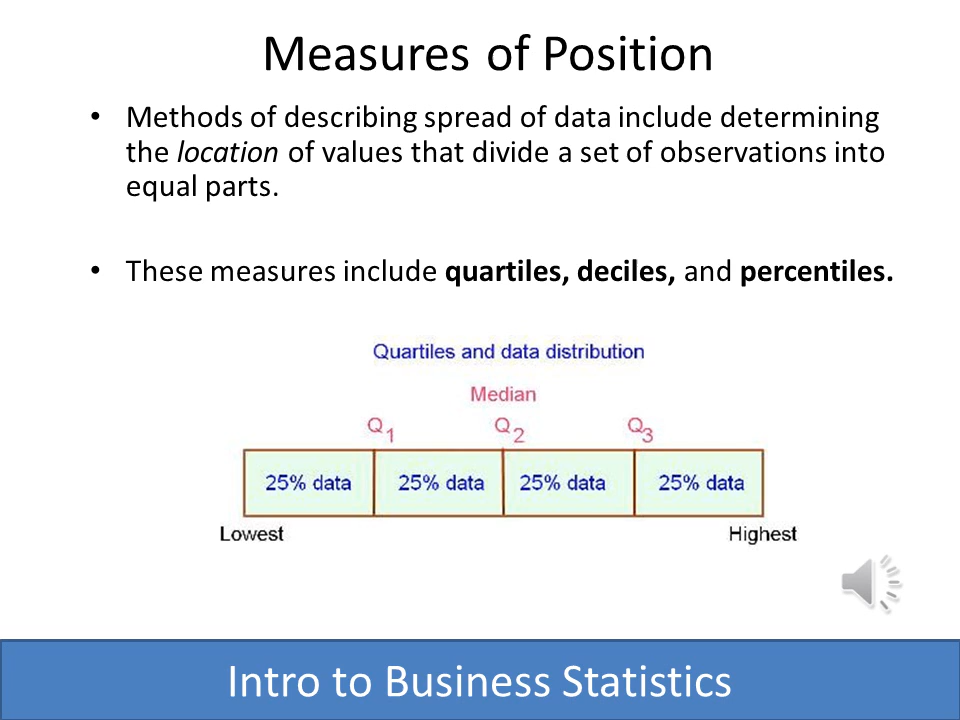 Measures of Position
• Methods of describing spread of data include determining
the location of values that divide a set of observations into
equal parts.
• These measures include quartiles, deciles, and percentiles.
Quartiles and data distribution
Median
Q1 Q2 Q3
25% data 25% data 25% data 25% data
Lowest Highest
Intro to Business Statistics